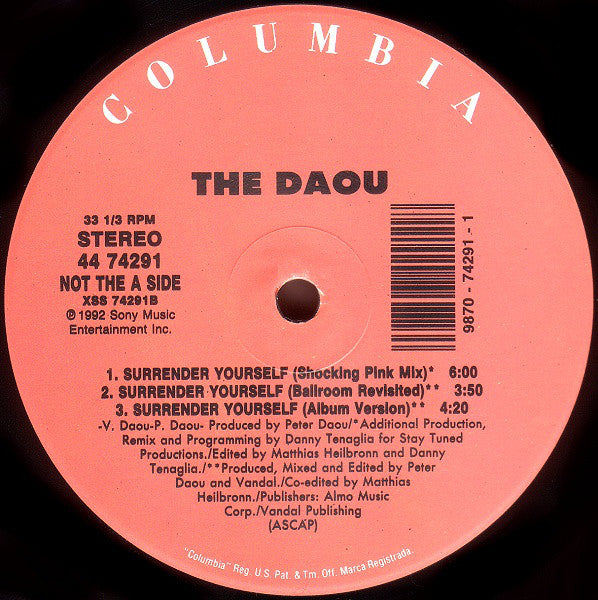 COLUMBIA
THE DAOU
33 1/3 RPM
STEREO
44 74291
NOT THE A SIDE
XSS 74291B
℗ 1992 Sony Music
Entertainment Inc.
9870 - 74291 - 1
1. SURRENDER YOURSELF (Shocking Pink Mix)* 6:00
2. SURRENDER YOURSELF (Ballroom Revisited)** 3:50
3. SURRENDER YOURSELF (Album Version)** 4:20
-V. Daou-P. Daou- Produced by Peter Daou/*Additional Production,
Remix and Programming by Danny Tenaglia for Stay Tuned
Productions./Edited by Matthias Heilbronn and Danny
Tenaglia./**Produced, Mixed and Edited by Peter
Daou and Vandal./Co-edited by Matthias
Heilbronn./Publishers: Almo Music
Corp./Vandal Publishing
(ASCAP)
"Columbia" Reg. U.S. Pat. & Tm. Off. Marca Registrada.